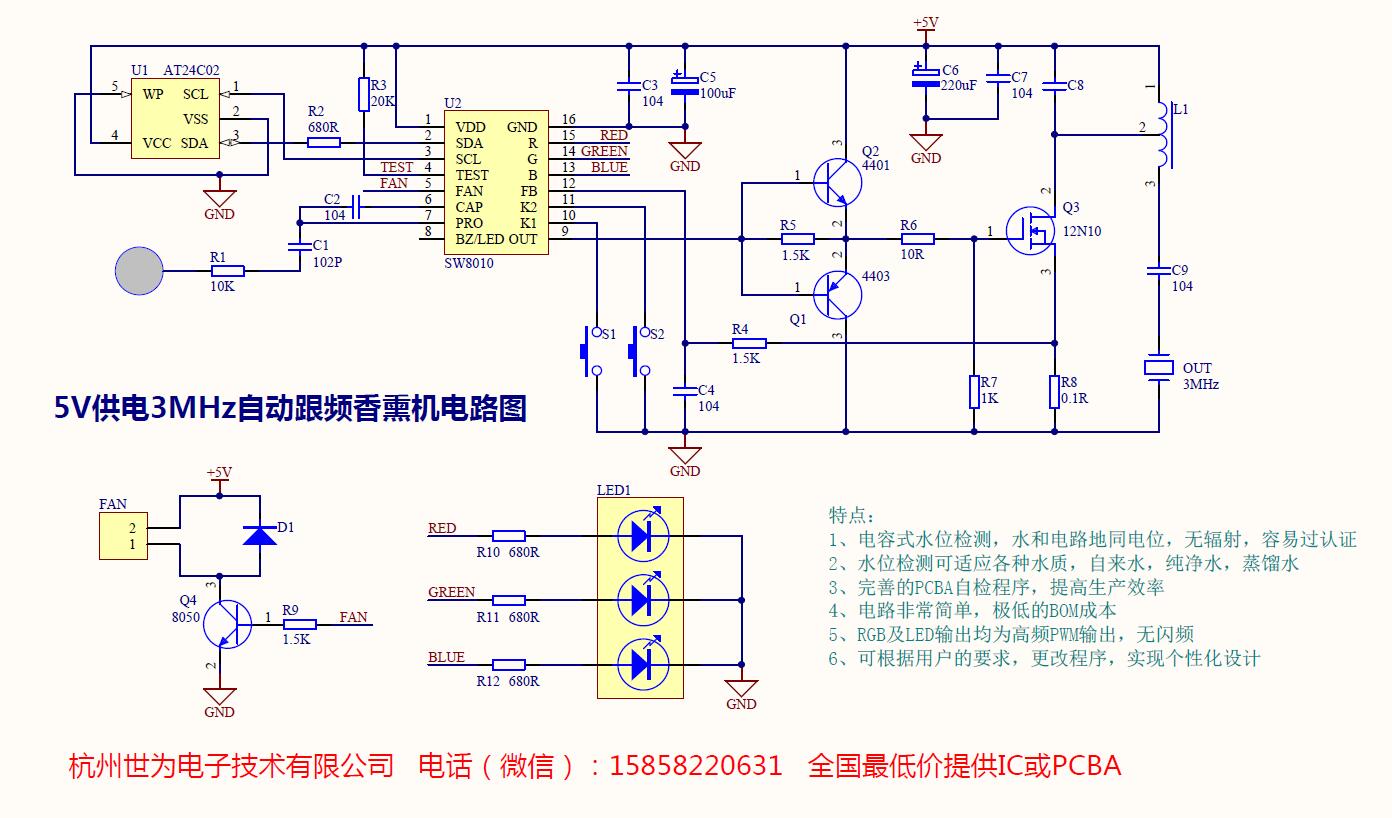 +5V
U1 AT24C02
5 WP SCL 1
VSS 2
4 VCC SDA 3
GND
R2
680R
R3
20K
U2
1 VDD GND 16
2 SDA R 15 RED
3 SCL G 14 GREEN
TEST 4 TEST B 13 BLUE
FAN 5 FAN FB 12
6 CAP K2 11
7 PRO K1 10
8 BZ/LED OUT 9
SW8010
C2
104
C1
102P
R1
10K
C3
104
C5
100uF
GND
C6
220uF
C7
104
C8
GND
1
L1
2
3
3
Q2
4401
1
2
R5
1.5K
R6
10R
2
Q3
1
12N10
3
2
4403
1
Q1
3
C9
104
S1
S2
R4
1.5K
C4
104
R7
1K
R8
0.1R
OUT
3MHz
GND
5V供电3MHz自动跟频香熏机电路图
+5V
FAN
2
1
D1
3
Q4
8050
1
R9
1.5K
FAN
2
GND
LED1
RED
R10 680R
GREEN
R11 680R
BLUE
R12 680R
GND
特点：
1、电容式水位检测，水和电路地同电位，无辐射，容易过认证
2、水位检测可适应各种水质，自来水，纯净水，蒸馏水
3、完善的PCBA自检程序，提高生产效率
4、电路非常简单，极低的BOM成本
5、RGB及LED输出均为高频PWM输出，无闪频
6、可根据用户的要求，更改程序，实现个性化设计
杭州世为电子技术有限公司 电话（微信）：15858220631 全国最低价提供IC或PCBA